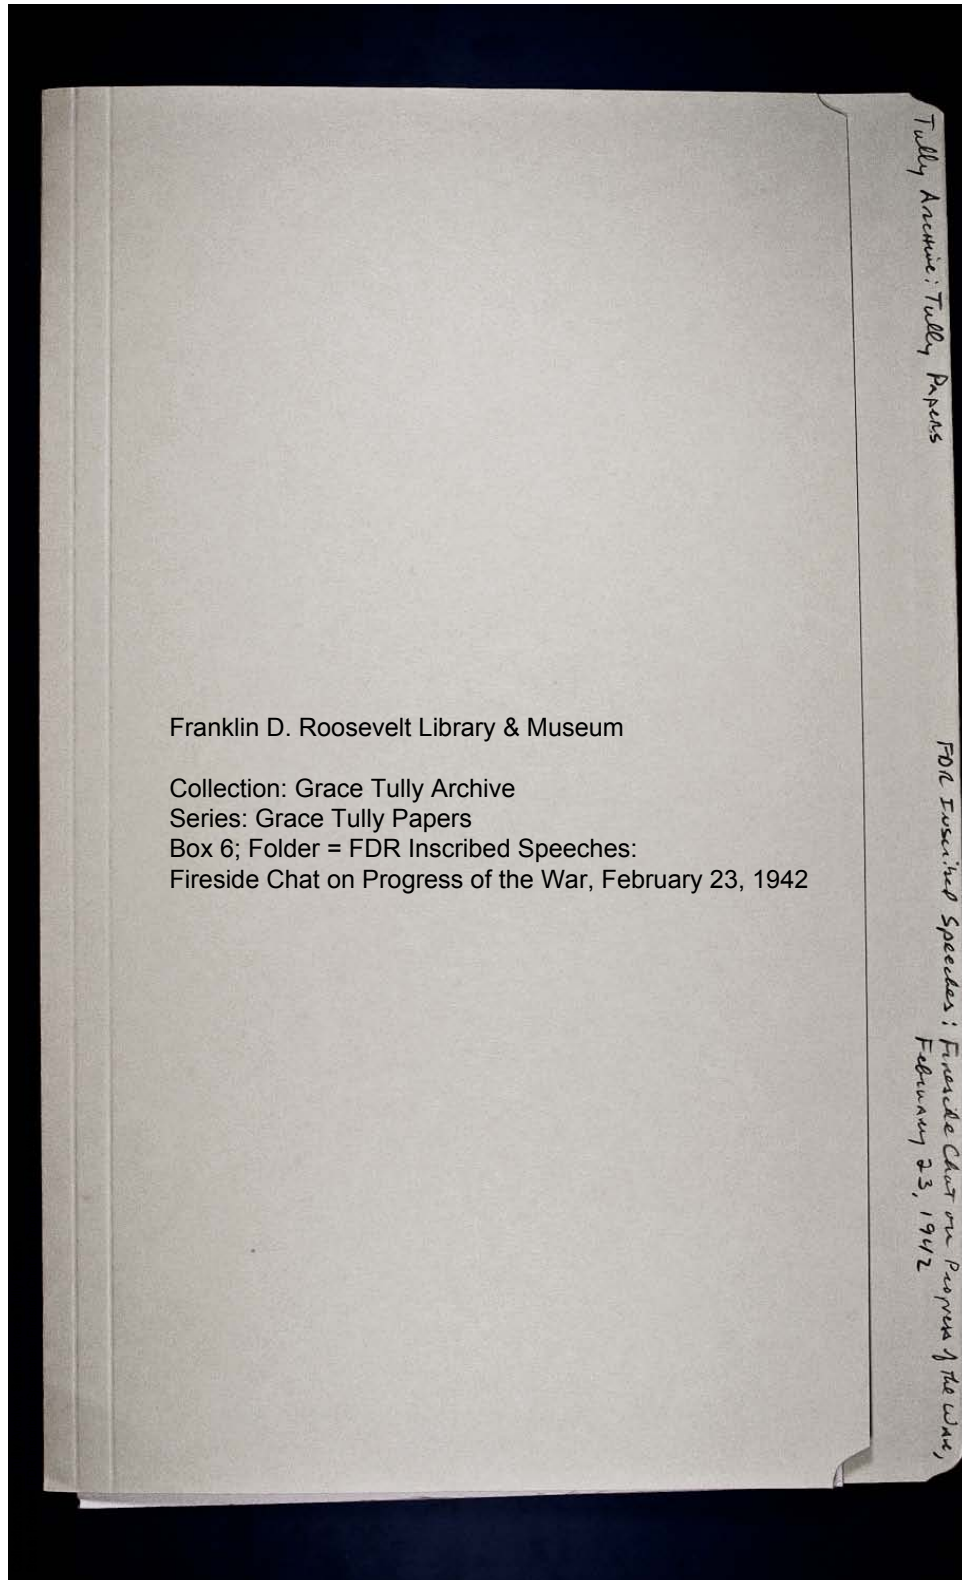 Tully Archive: Tully Papers
FDR Inscribed Speeches: Fireside Chat on Progress of the War,
February 23, 1942
Franklin D. Roosevelt Library & Museum
Collection: Grace Tully Archive
Series: Grace Tully Papers
Box 6; Folder = FDR Inscribed Speeches:
Fireside Chat on Progress of the War, February 23, 1942